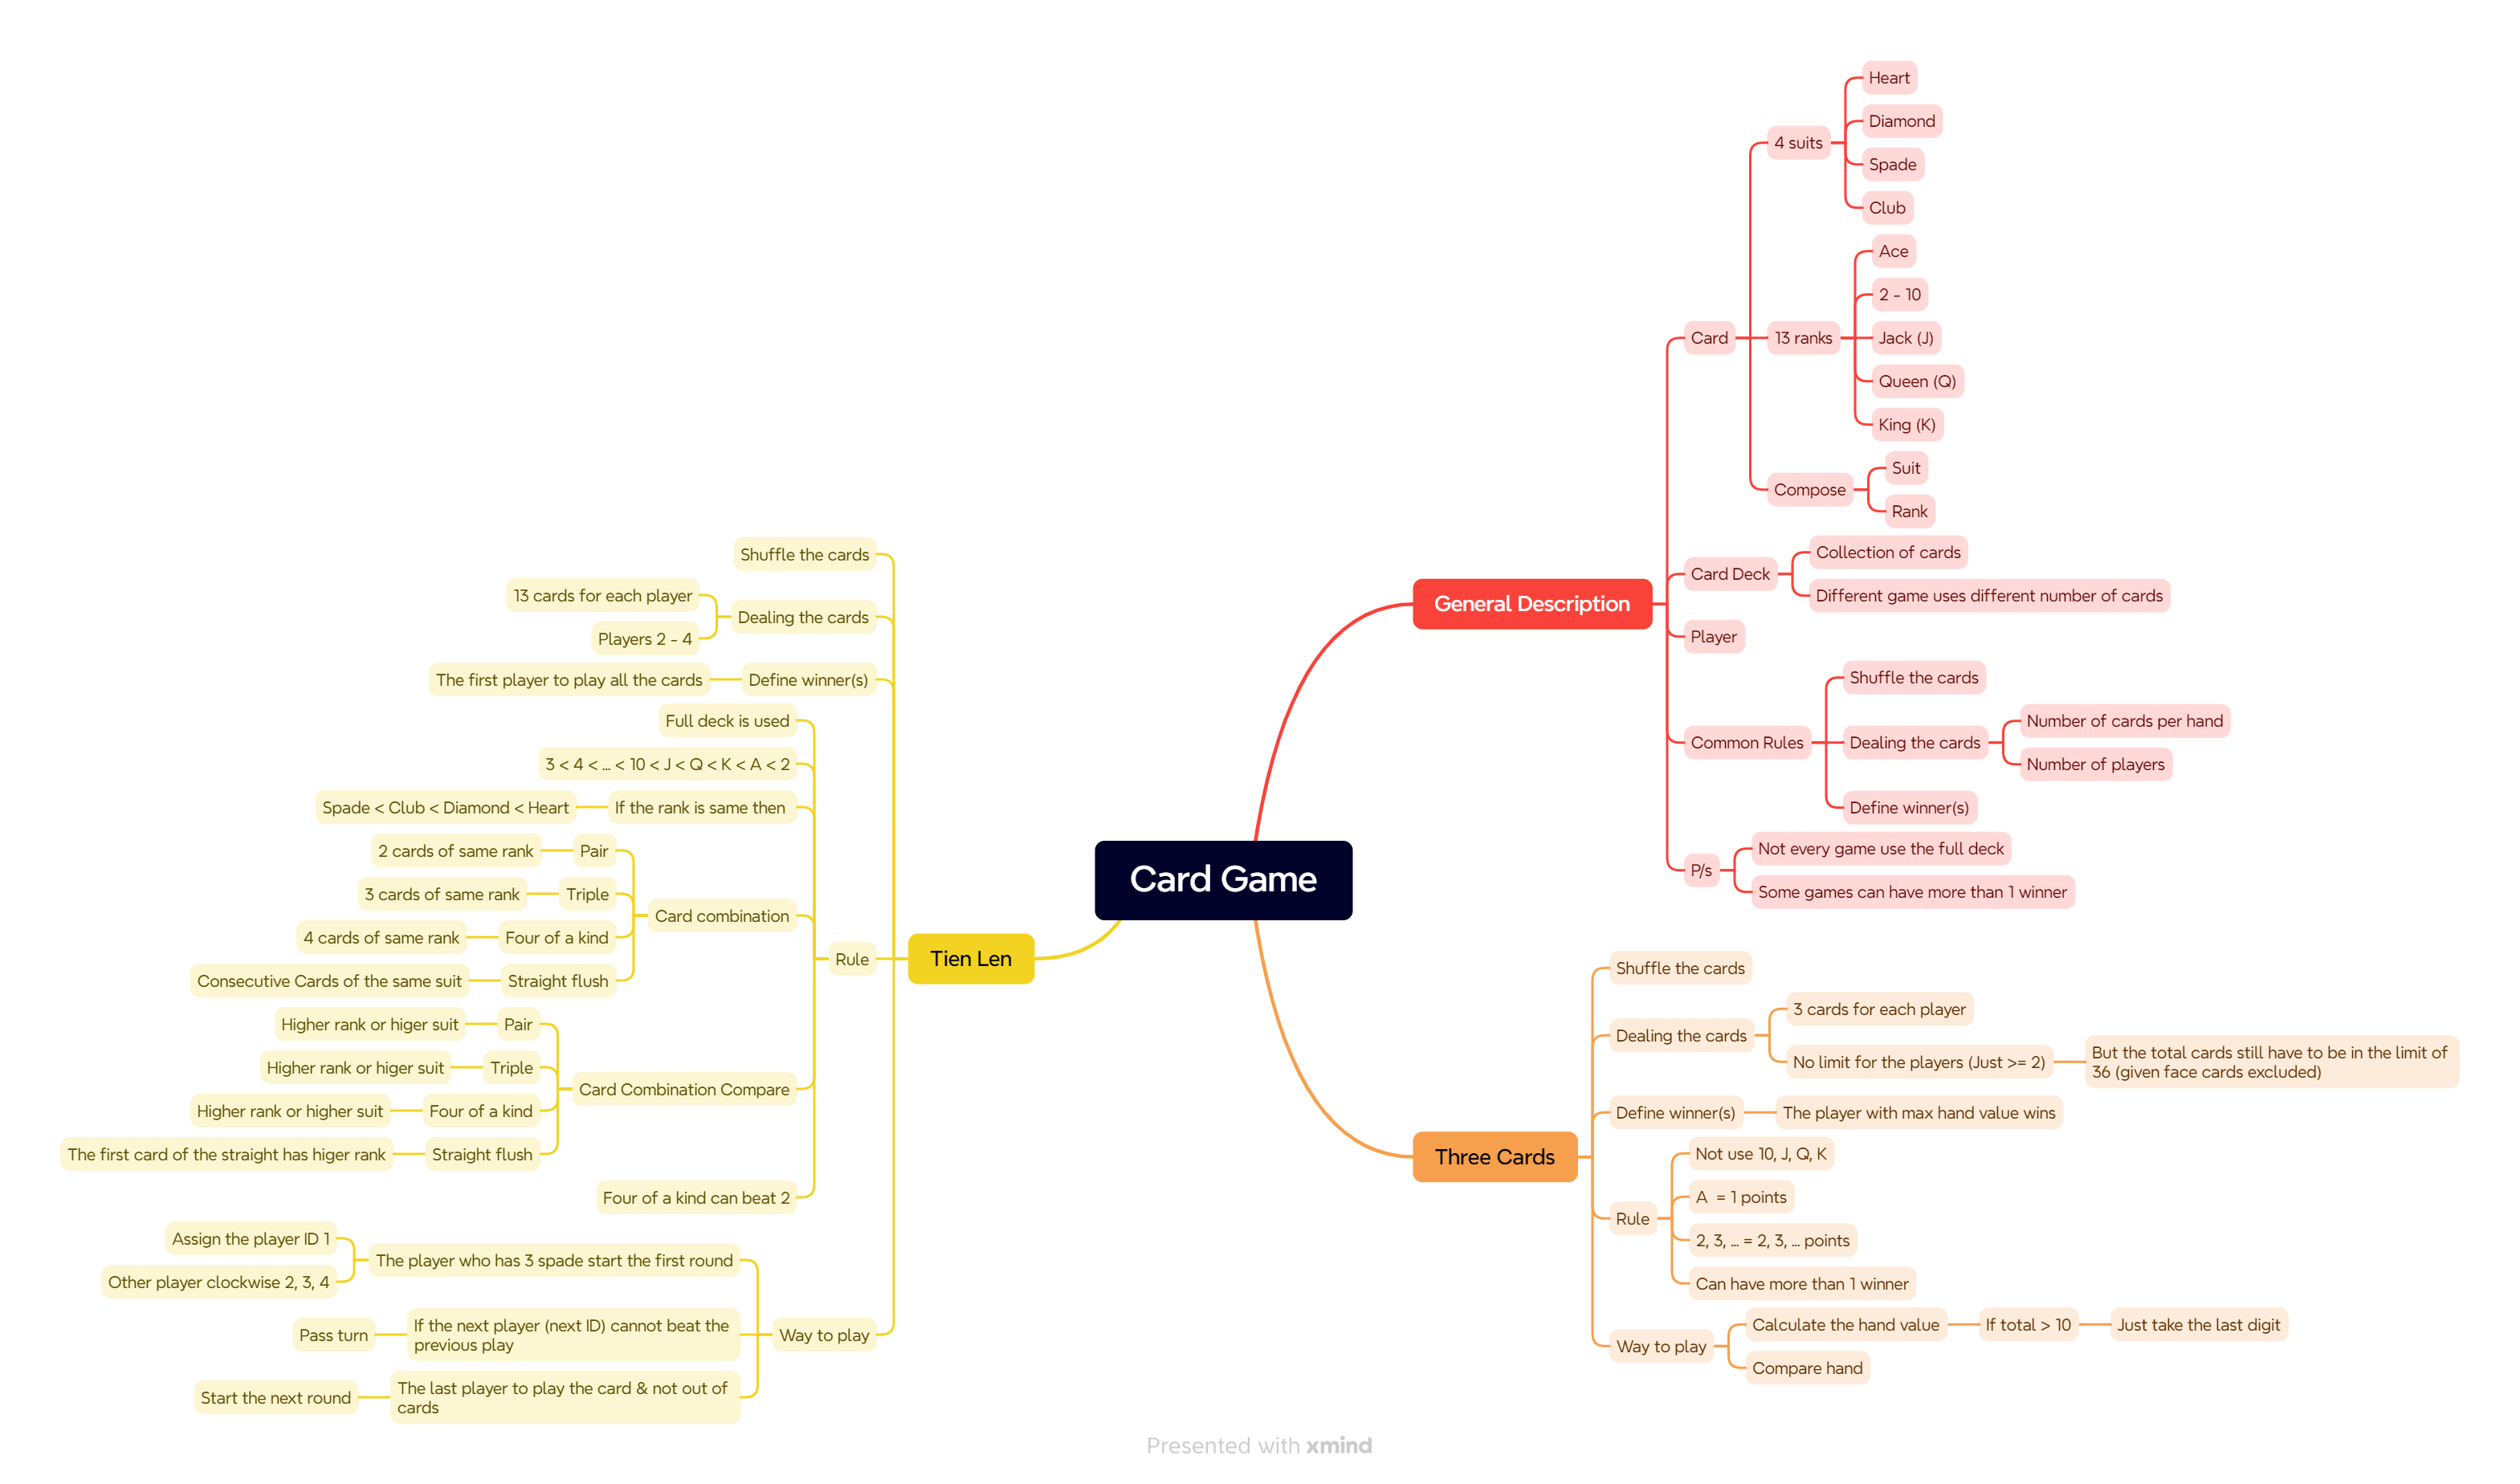 Card Game
General Description
Card
4 suits
Heart
Diamond
Spade
Club
13 ranks
Ace
2 - 10
Jack (J)
Queen (Q)
King (K)
Compose
Suit
Rank
Card Deck
Collection of cards
Different game uses different number of cards
Player
Common Rules
Shuffle the cards
Dealing the cards
Number of cards per hand
Number of players
Define winner(s)
P/s
Not every game use the full deck
Some games can have more than 1 winner
Three Cards
Shuffle the cards
Dealing the cards
3 cards for each player
No limit for the players (Just >= 2)
But the total cards still have to be in the limit of
36 (given face cards excluded)
Define winner(s)
The player with max hand value wins
Rule
Not use 10, J, Q, K
A  = 1 points
2, 3, ... = 2, 3, ... points
Can have more than 1 winner
Way to play
Calculate the hand value
If total > 10
Just take the last digit
Compare hand
Tien Len
Shuffle the cards
Dealing the cards
13 cards for each player
Players 2 - 4
Define winner(s)
The first player to play all the cards
Rule
Full deck is used
3 < 4 < ... < 10 < J < Q < K < A < 2
If the rank is same then
Spade < Club < Diamond < Heart
Card combination
Pair
2 cards of same rank
Triple
3 cards of same rank
Four of a kind
4 cards of same rank
Straight flush
Consecutive Cards of the same suit
Card Combination Compare
Pair
Higher rank or higer suit
Triple
Higher rank or higer suit
Four of a kind
Higher rank or higher suit
Straight flush
The first card of the straight has higer rank
Four of a kind can beat 2
Way to play
The player who has 3 spade start the first round
Assign the player ID 1
Other player clockwise 2, 3, 4
If the next player (next ID) cannot beat the
previous play
Pass turn
The last player to play the card & not out of
cards
Start the next round
Presented with xmind